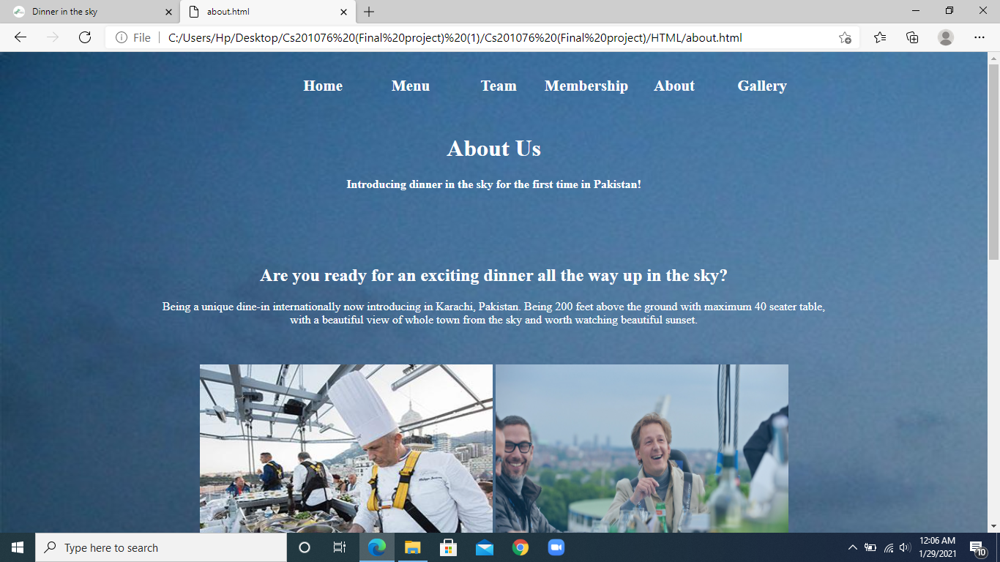 Dinner in the sky
about.html
File
C:/Users/Hp/Desktop/Cs201076%20(Final%20project)%20(1)/Cs201076%20(Final%20project)/HTML/about.html
Home Menu Team Membership About Gallery
About Us
Introducing dinner in the sky for the first time in Pakistan!
Are you ready for an exciting dinner all the way up in the sky?
Being a unique dine-in internationally now introducing in Karachi, Pakistan. Being 200 feet above the ground with maximum 40 seater table,
with a beautiful view of whole town from the sky and worth watching beautiful sunset.
Type here to search
12:06 AM
1/29/2021
10